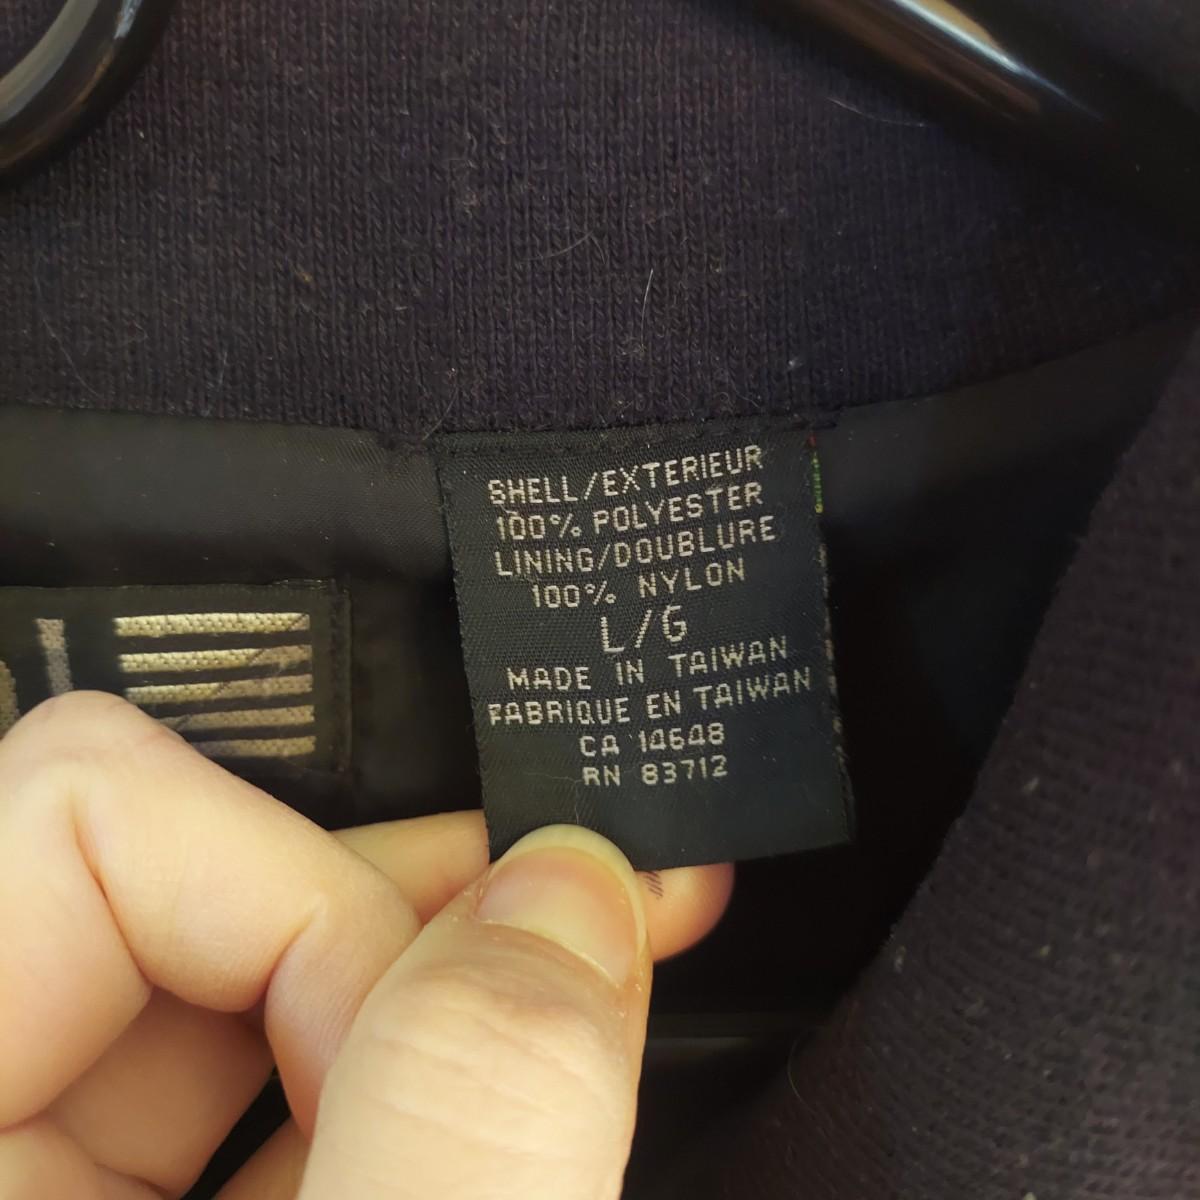 SHELL/EXTERIEUR
100% POLYESTER
LINING/DOUBLURE
100% NYLON
L/G
MADE IN TAIWAN
FABRIQUE EN TAIWAN
CA 14648
RN 83712